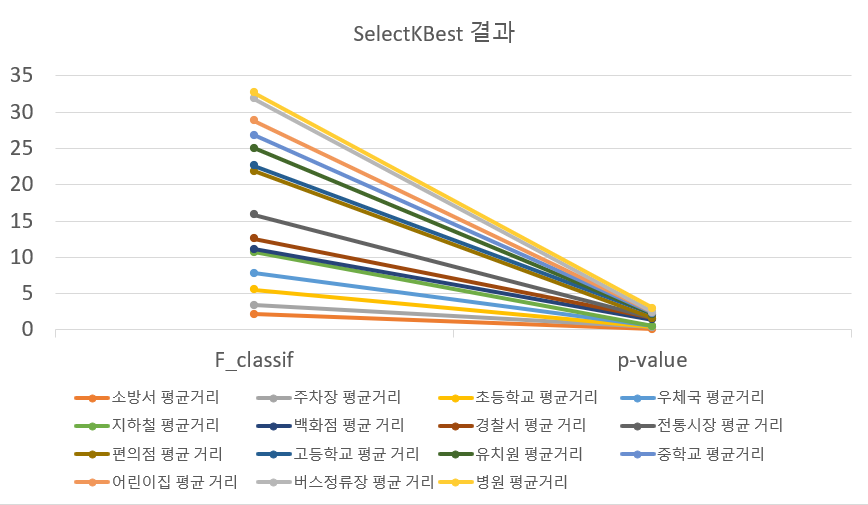 SelectKBest 결과
35
30
25
20
15
10
5
0
F_classif p-value
소방서 평균거리 주차장 평균거리 초등학교 평균거리 우체국 평균거리
지하철 평균거리 백화점 평균 거리 경찰서 평균 거리 전통시장 평균 거리
편의점 평균 거리 고등학교 평균 거리 유치원 평균거리 중학교 평균거리
어린이집 평균 거리 버스정류장 평균 거리 병원 평균거리